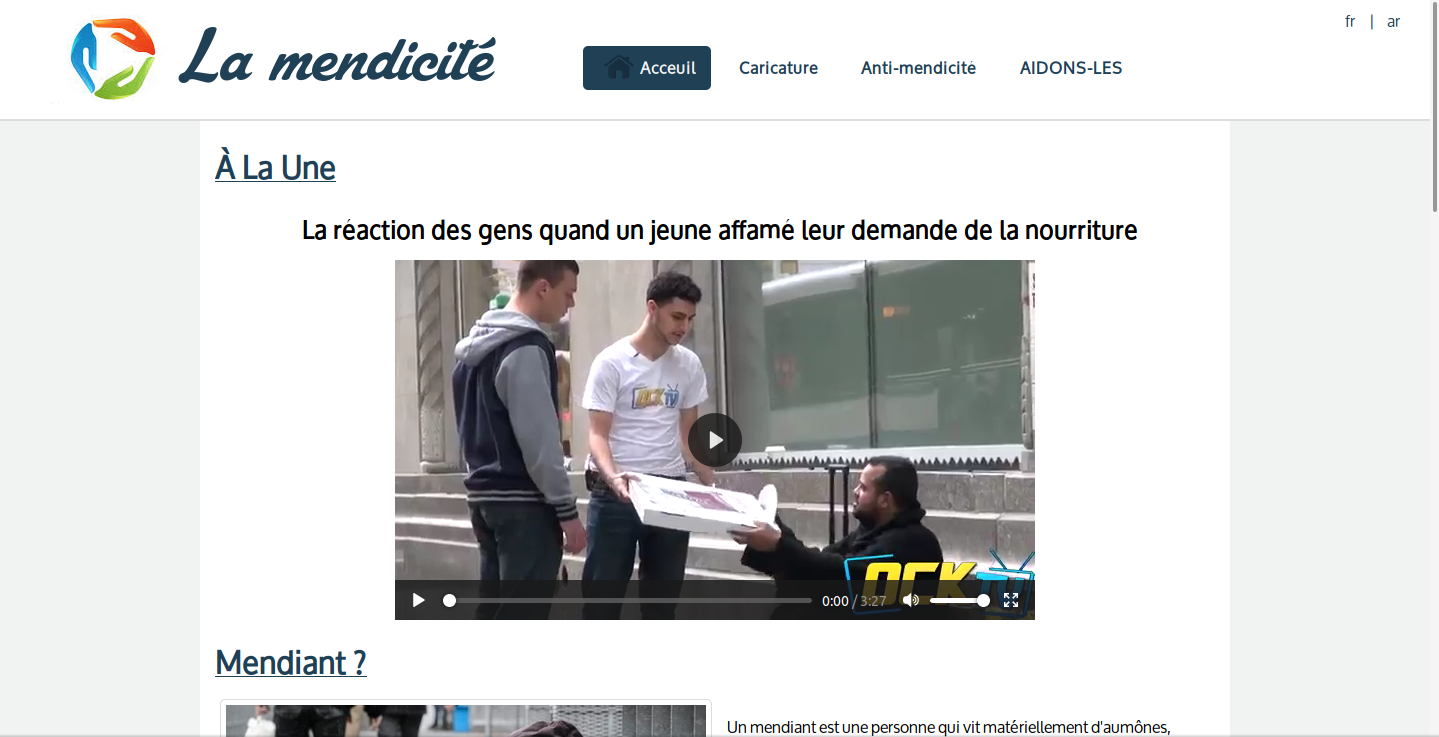 fr | ar
La mendicité
Acceuil
Caricature
Anti-mendicité
AIDONS-LES
À La Une
La réaction des gens quand un jeune affamé leur demande de la nourriture
OCK TV
OCK TV
0:00 / 3:27
Mendiant ?
Un mendiant est une personne qui vit matériellement d'aumônes,